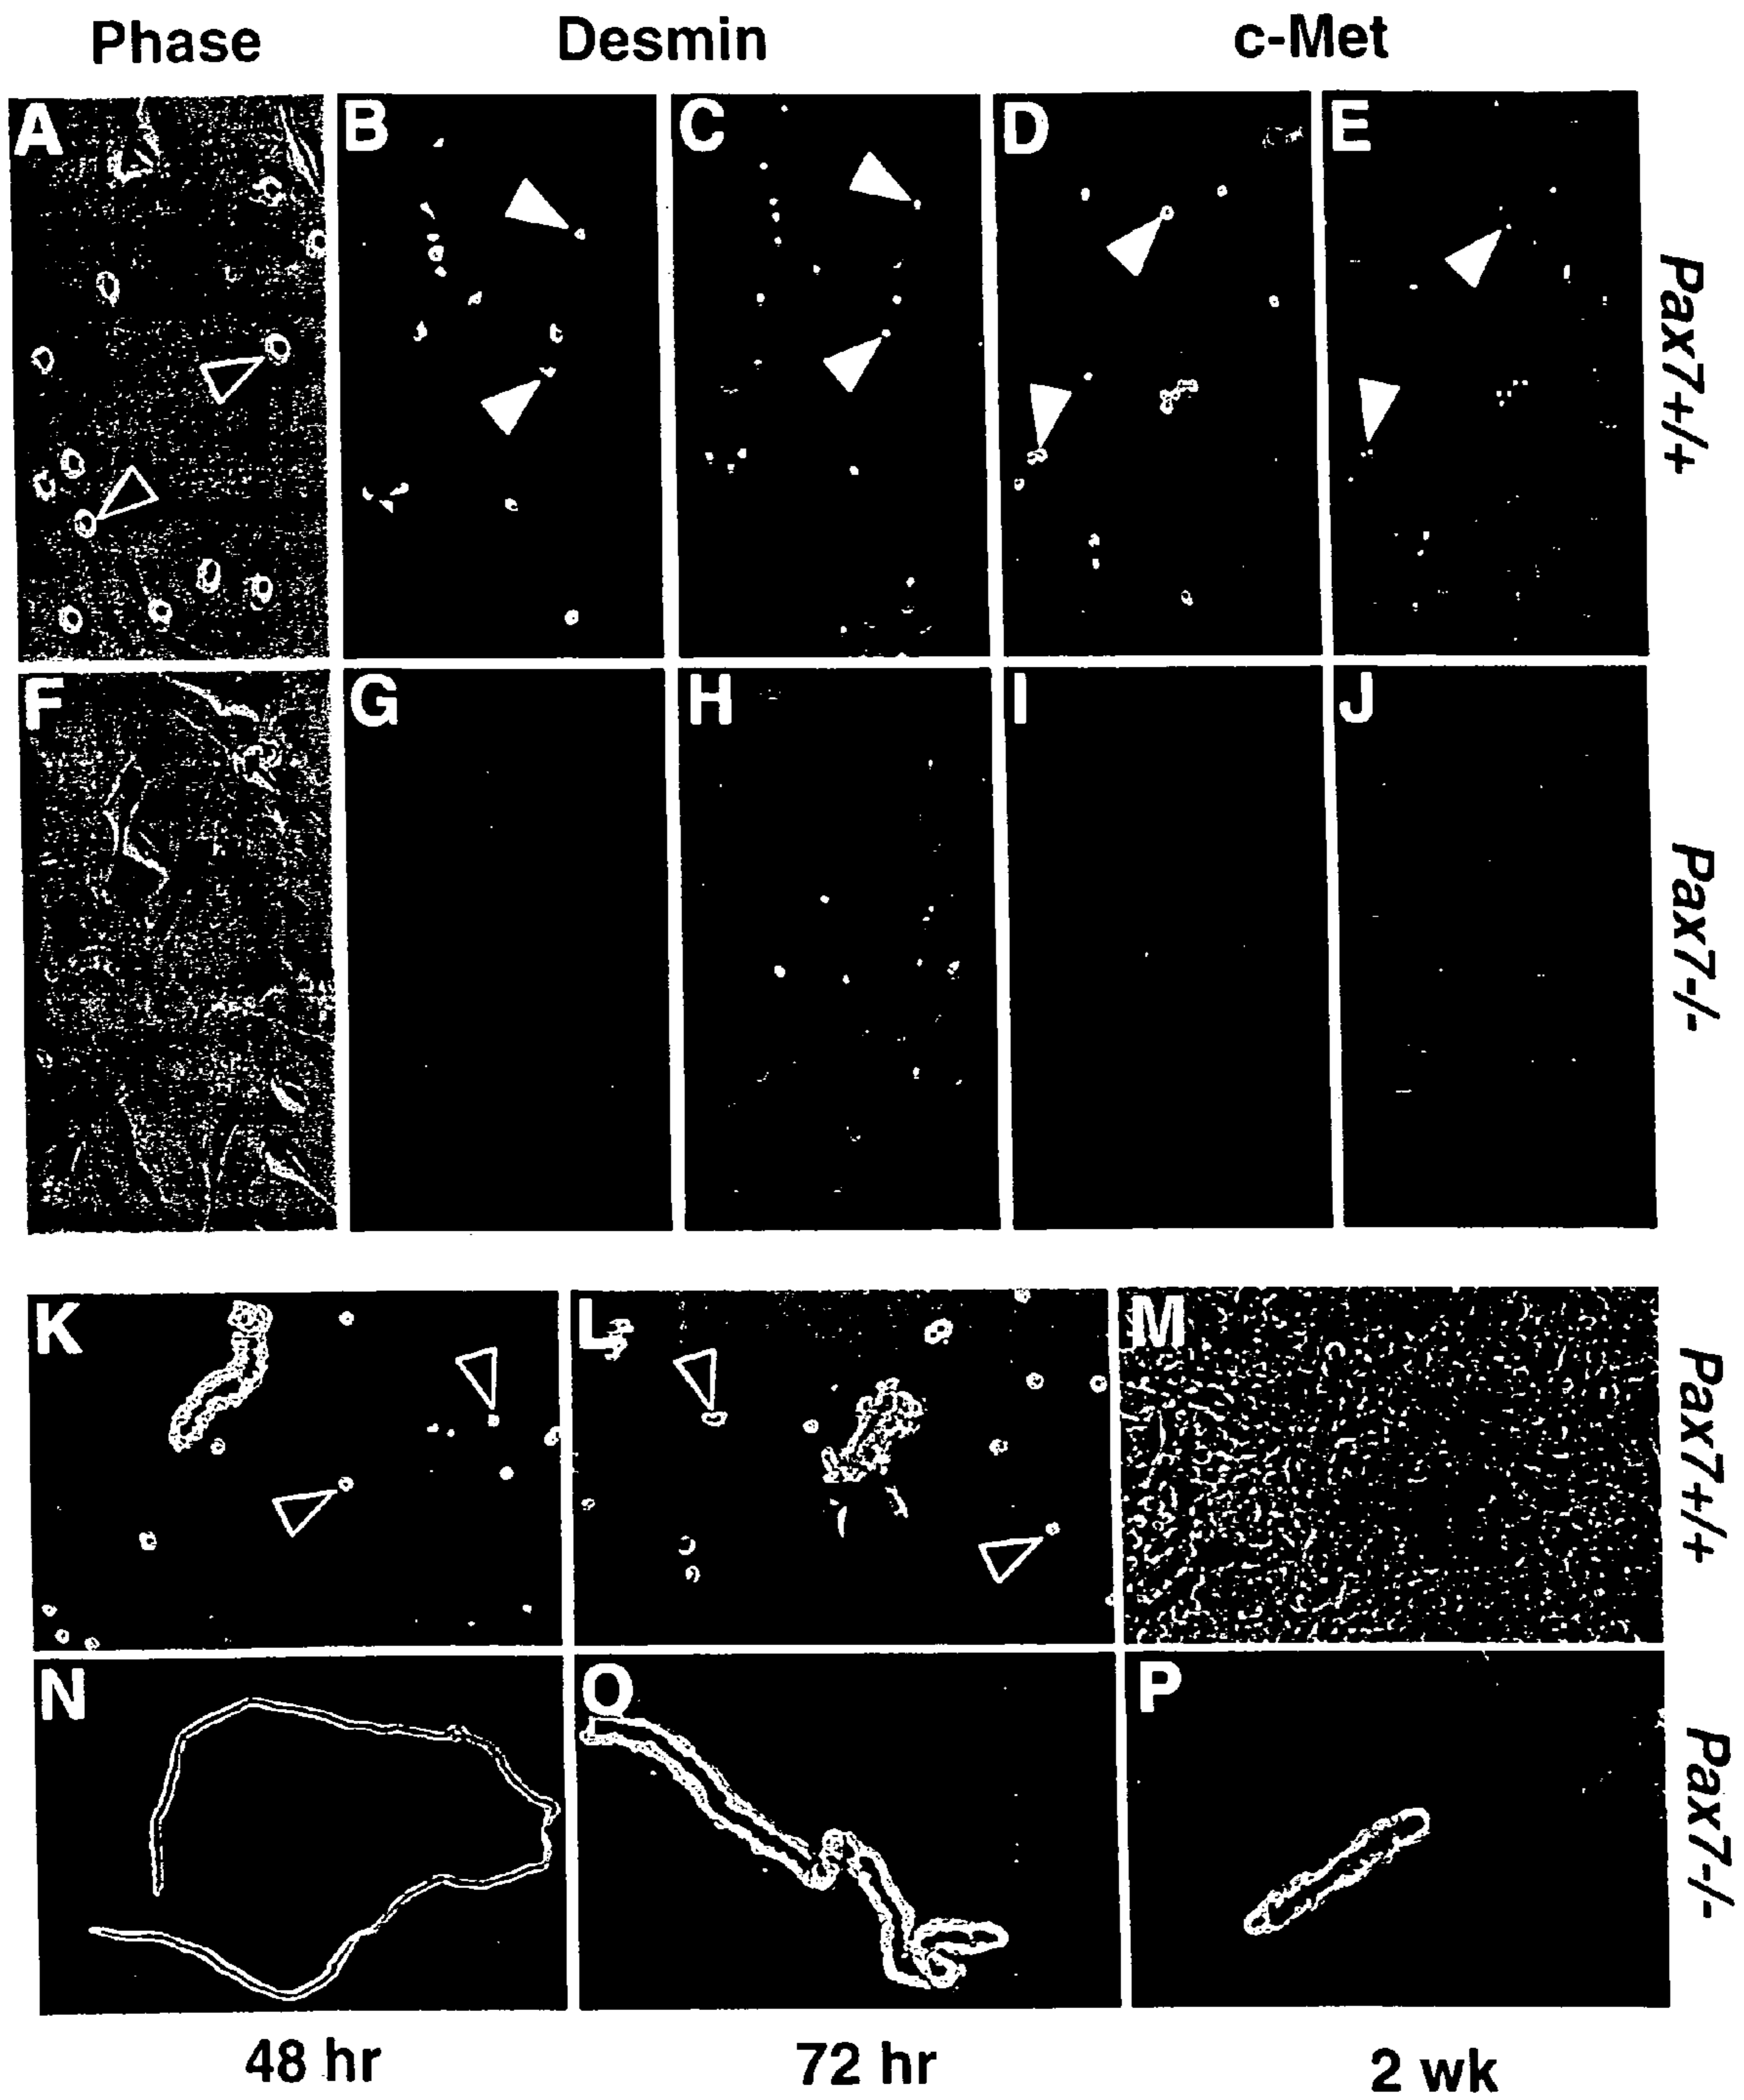 Phase Desmin c-Met
A B C D E
Pax7+/+
F G H I J
Pax7-/-
K L M
Pax7+/+
N O P
Pax7-/-
48 hr 72 hr 2 wk